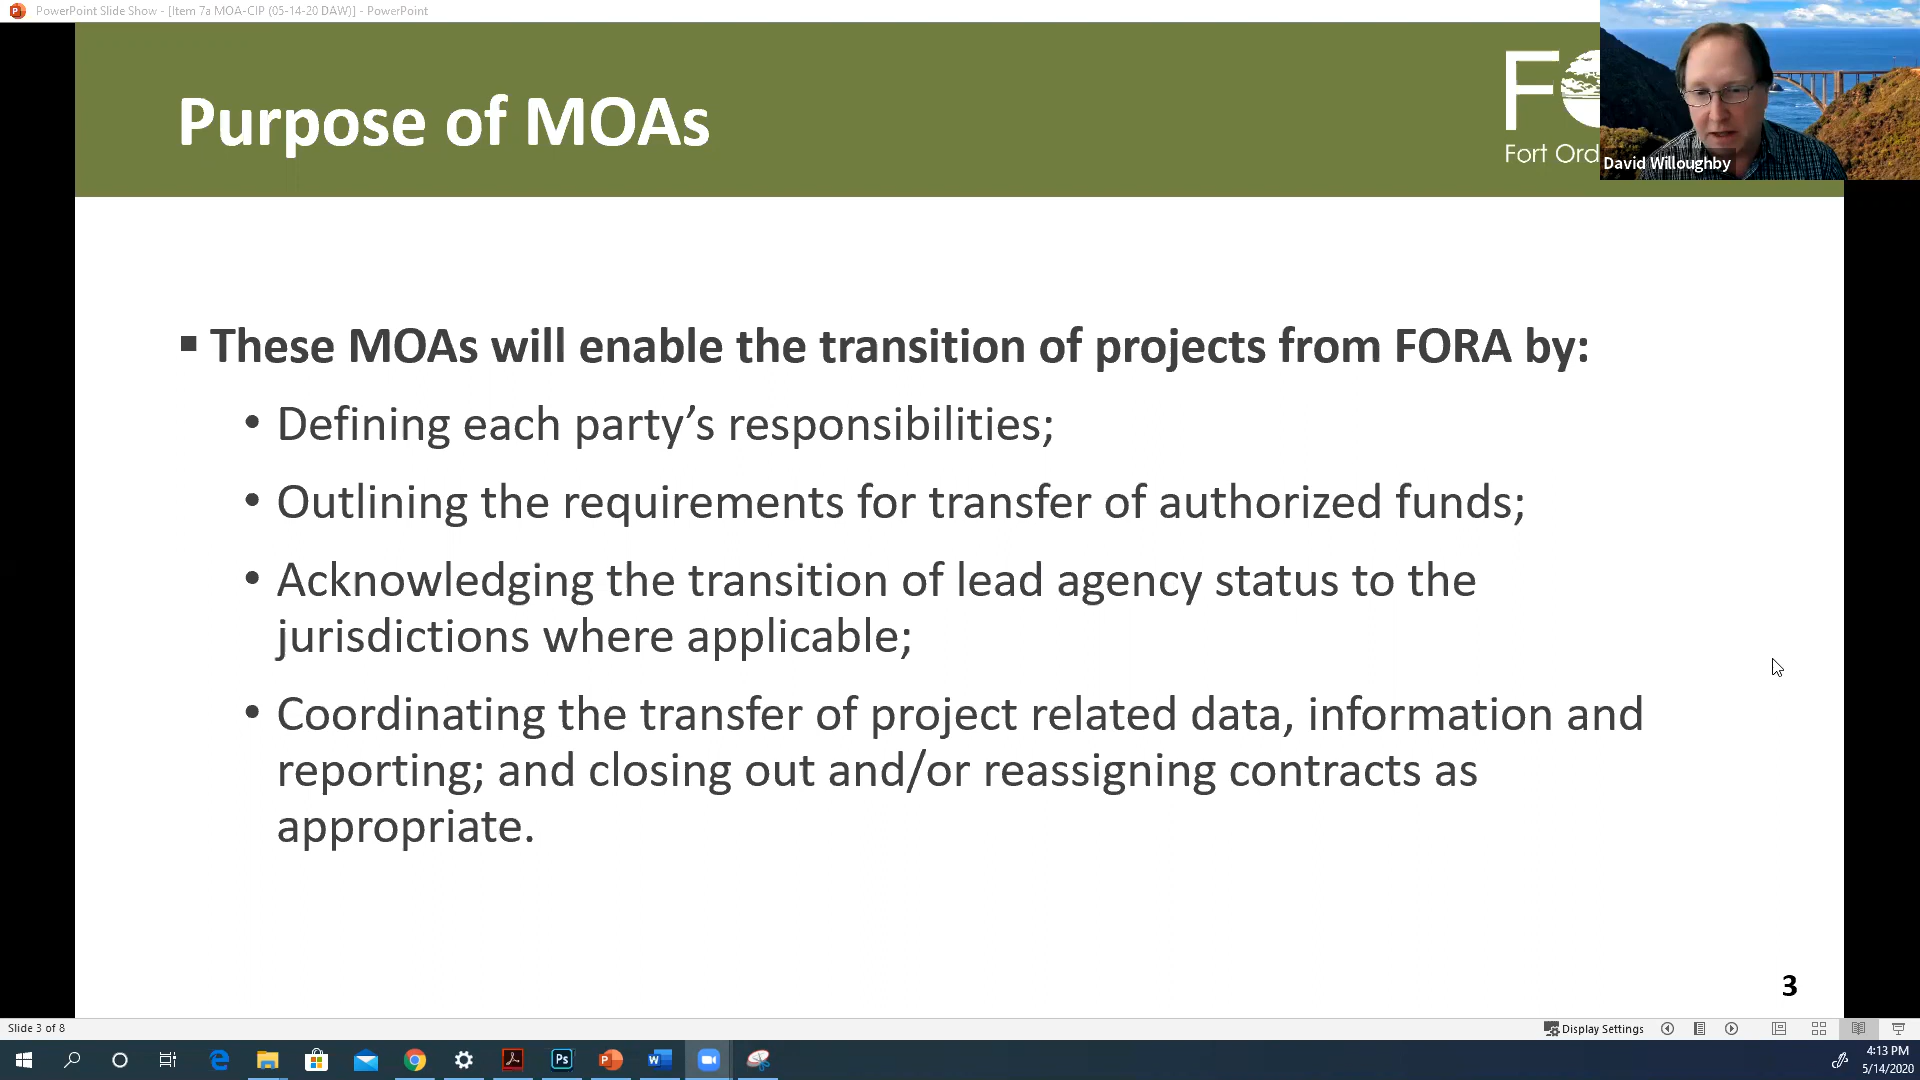 PowerPoint Slide Show - [Item 7a MOA-CIP (05-14-20 DAW)] - PowerPoint
Purpose of MOAs
FO
Fort Ord
David Willoughby
These MOAs will enable the transition of projects from FORA by:
• Defining each party’s responsibilities;
• Outlining the requirements for transfer of authorized funds;
• Acknowledging the transition of lead agency status to the
jurisdictions where applicable;
• Coordinating the transfer of project related data, information and
reporting; and closing out and/or reassigning contracts as
appropriate.
3
Slide 3 of 8
Display Settings
Ps
4:13 PM
5/14/2020